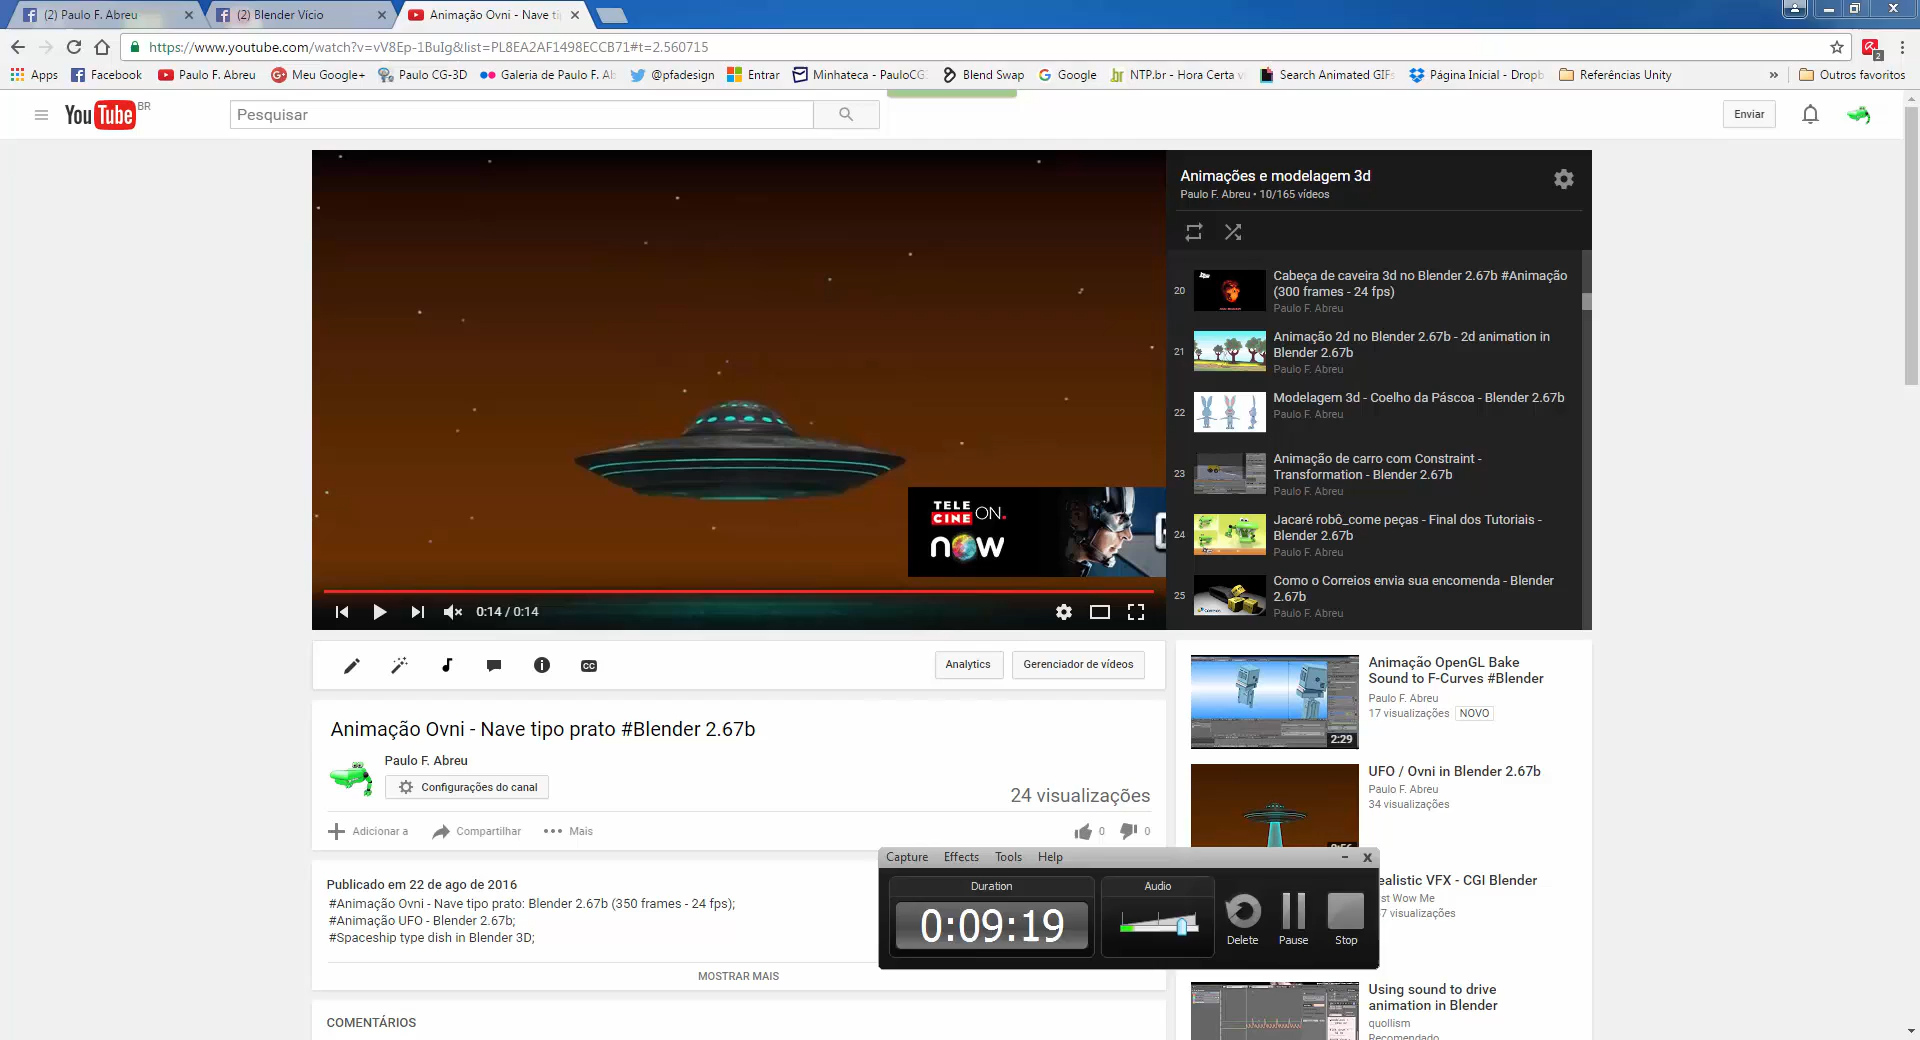 (2) Paulo F. Abreu
(2) Blender Vício
Animação Ovni - Nave ti
https://www.youtube.com/watch?v=vV8Ep-1BuIg&list=PL8EA2AF1498ECCB71#t=2.560715
2
Apps
Facebook
Paulo F. Abreu
Meu Google+
Paulo CG-3D
Galeria de Paulo F. Ab
@pfadesign
Entrar
Minhateca - PauloCG
Blend Swap
Google
NTP.br - Hora Certa v
Search Animated GIFs
Página Inicial - Dropb
Referências Unity
Outros favoritos
YouTube BR
Pesquisar
Enviar
Animações e modelagem 3d
Paulo F. Abreu • 10/165 vídeos
20
Cabeça de caveira 3d no Blender 2.67b #Animação
(300 frames - 24 fps)
Paulo F. Abreu
21
Animação 2d no Blender 2.67b - 2d animation in
Blender 2.67b
Paulo F. Abreu
22
Modelagem 3d - Coelho da Páscoa - Blender 2.67b
Paulo F. Abreu
23
Animação de carro com Constraint -
Transformation - Blender 2.67b
Paulo F. Abreu
24
Jacaré robô_come peças - Final dos Tutoriais -
Blender 2.67b
Paulo F. Abreu
25
Como o Correios envia sua encomenda - Blender
2.67b
Paulo F. Abreu
TELE
CINE ON.
NOW
0:14 / 0:14
CC
Analytics
Gerenciador de vídeos
Animação Ovni - Nave tipo prato #Blender 2.67b
Paulo F. Abreu
Configurações do canal
24 visualizações
Adicionar a
Compartilhar
Mais
0
0
Publicado em 22 de ago de 2016
#Animação Ovni - Nave tipo prato: Blender 2.67b (350 frames - 24 fps);
#Animação UFO - Blender 2.67b;
#Spaceship type dish in Blender 3D;
MOSTRAR MAIS
COMENTÁRIOS
Animação OpenGL Bake
Sound to F-Curves #Blender
Paulo F. Abreu
17 visualizações NOVO
2:29
UFO / Ovni in Blender 2.67b
Paulo F. Abreu
34 visualizações
ealistic VFX - CGI Blender
st Wow Me
7 visualizações
Using sound to drive
animation in Blender
quollism
Recomendado
Capture
Effects
Tools
Help
Duration
0:09:19
Audio
Delete
Pause
Stop